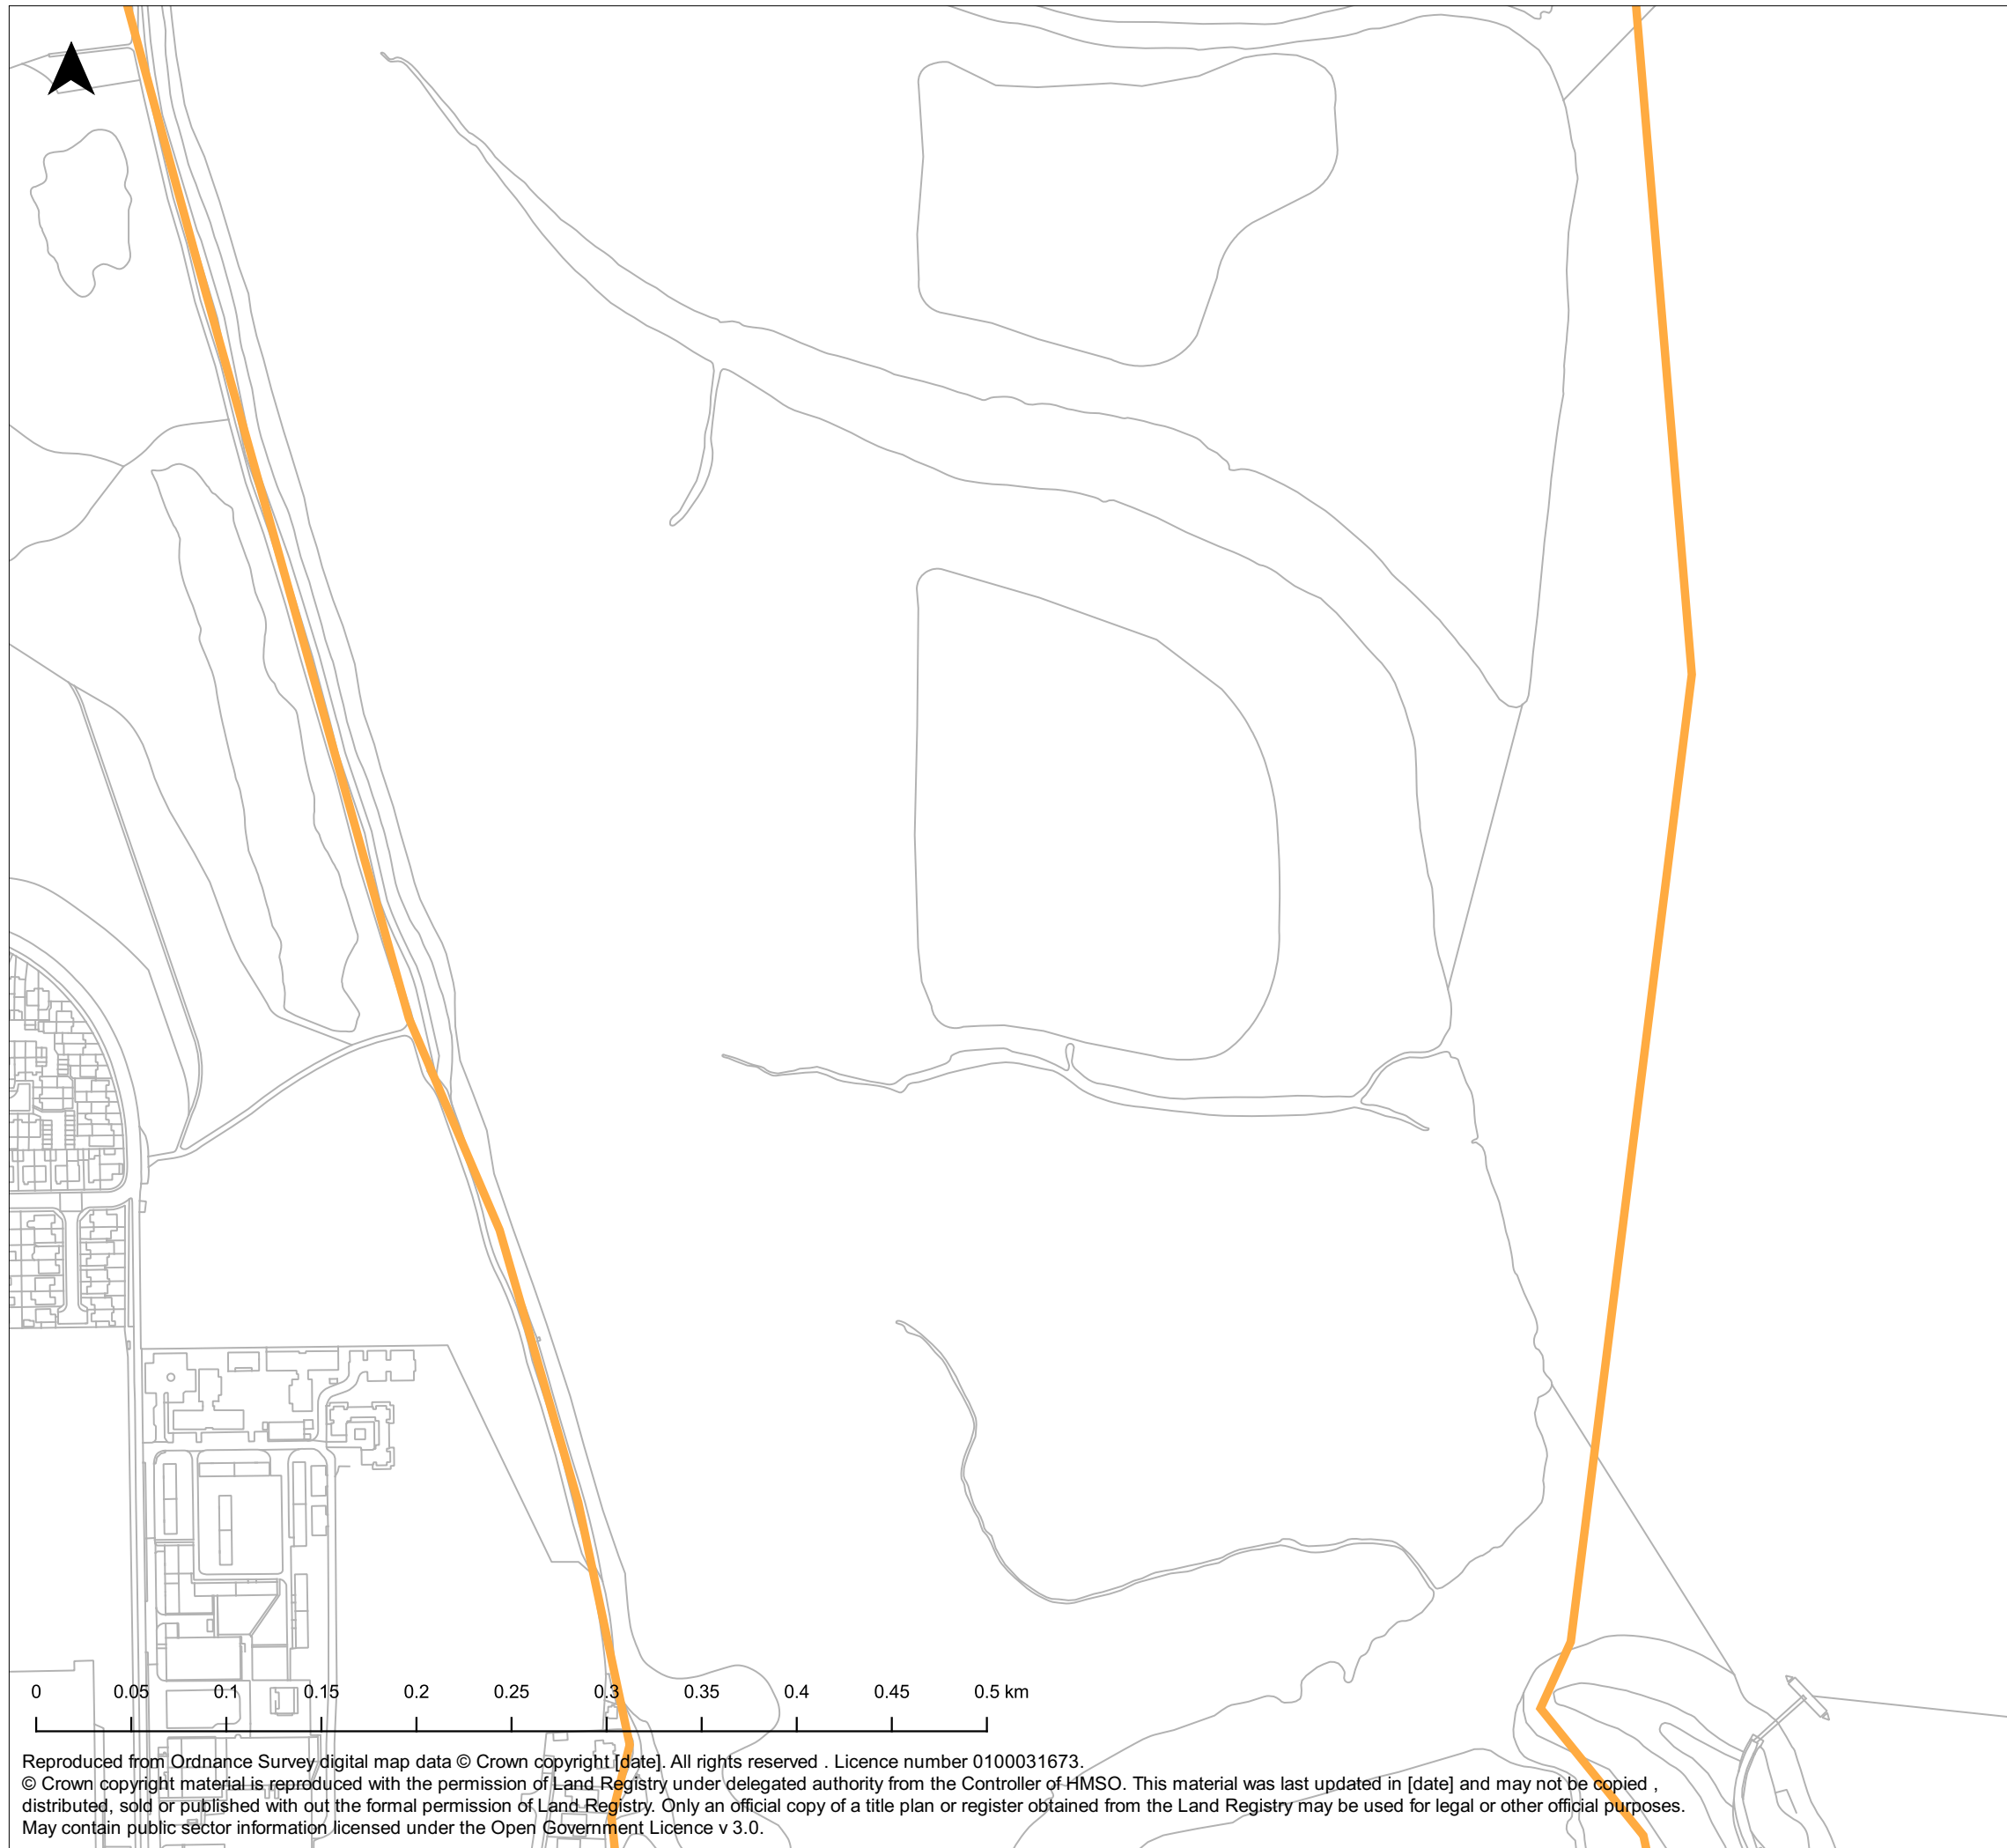 0 0.05 0.1 0.15 0.2 0.25 0.3 0.35 0.4 0.45 0.5 km
Reproduced from Ordnance Survey digital map data © Crown copyright [date]. All rights reserved . Licence number 0100031673.
© Crown copyright material is reproduced with the permission of Land Registry under delegated authority from the Controller of HMSO. This material was last updated in [date] and may not be copied ,
distributed, sold or published with out the formal permission of Land Registry. Only an official copy of a title plan or register obtained from the Land Registry may be used for legal or other official purposes.
May contain public sector information licensed under the Open Government Licence v 3.0.